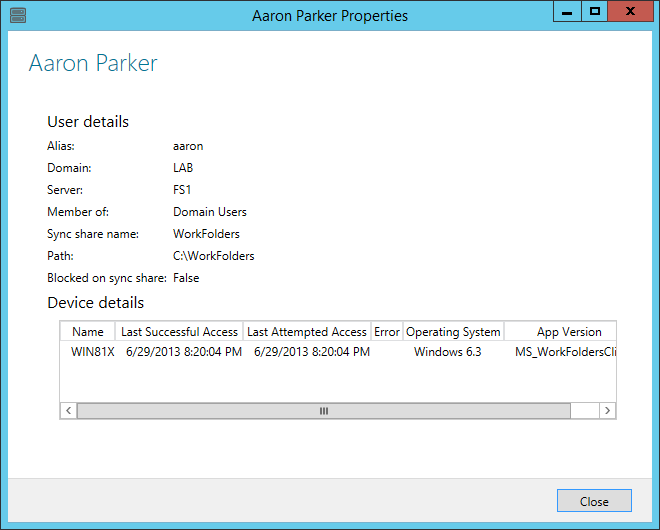 Aaron Parker Properties
Aaron Parker
User details
Alias: aaron
Domain: LAB
Server: FS1
Member of: Domain Users
Sync share name: WorkFolders
Path: C:\WorkFolders
Blocked on sync share: False
Device details
Name Last Successful Access Last Attempted Access Error Operating System App Version
WIN81X 6/29/2013 8:20:04 PM 6/29/2013 8:20:04 PM Windows 6.3 MS_WorkFoldersCli
Close